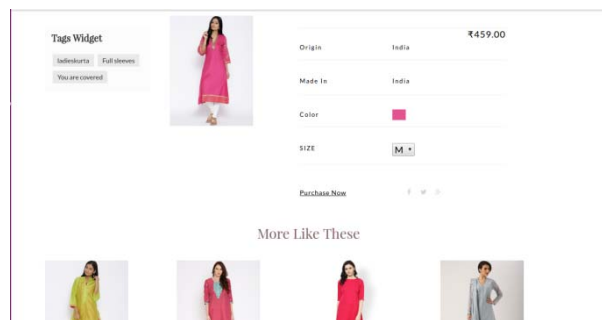 Tags Widget
ladieskurta
Full sleeves
You are covered
₹459.00
Origin India
Made In India
Color
SIZE M
Purchase Now
More Like These